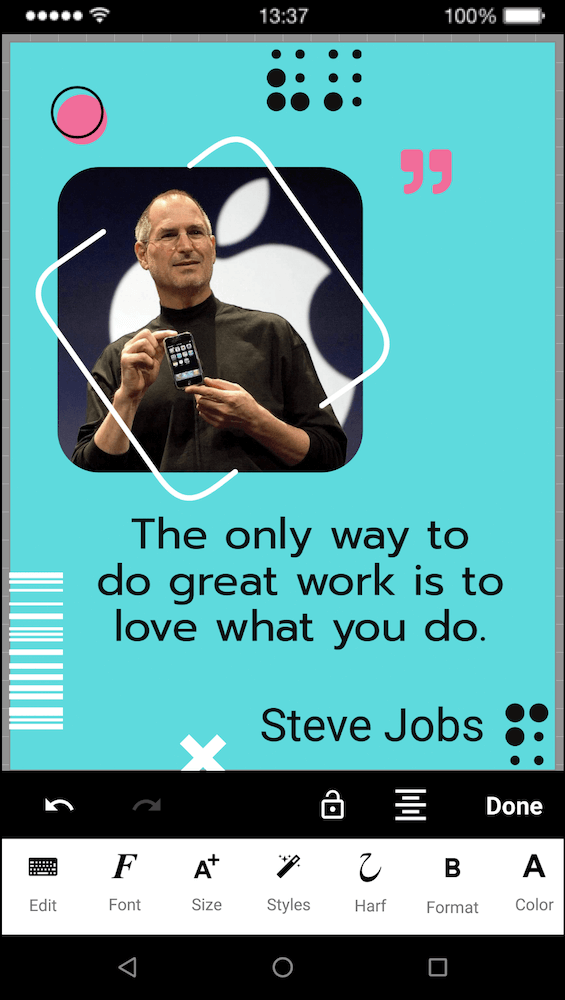 13:37
100%
”
The only way to
do great work is to
love what you do.
Steve Jobs
Done
Edit
Font
Size
Styles
Harf
Format
Color